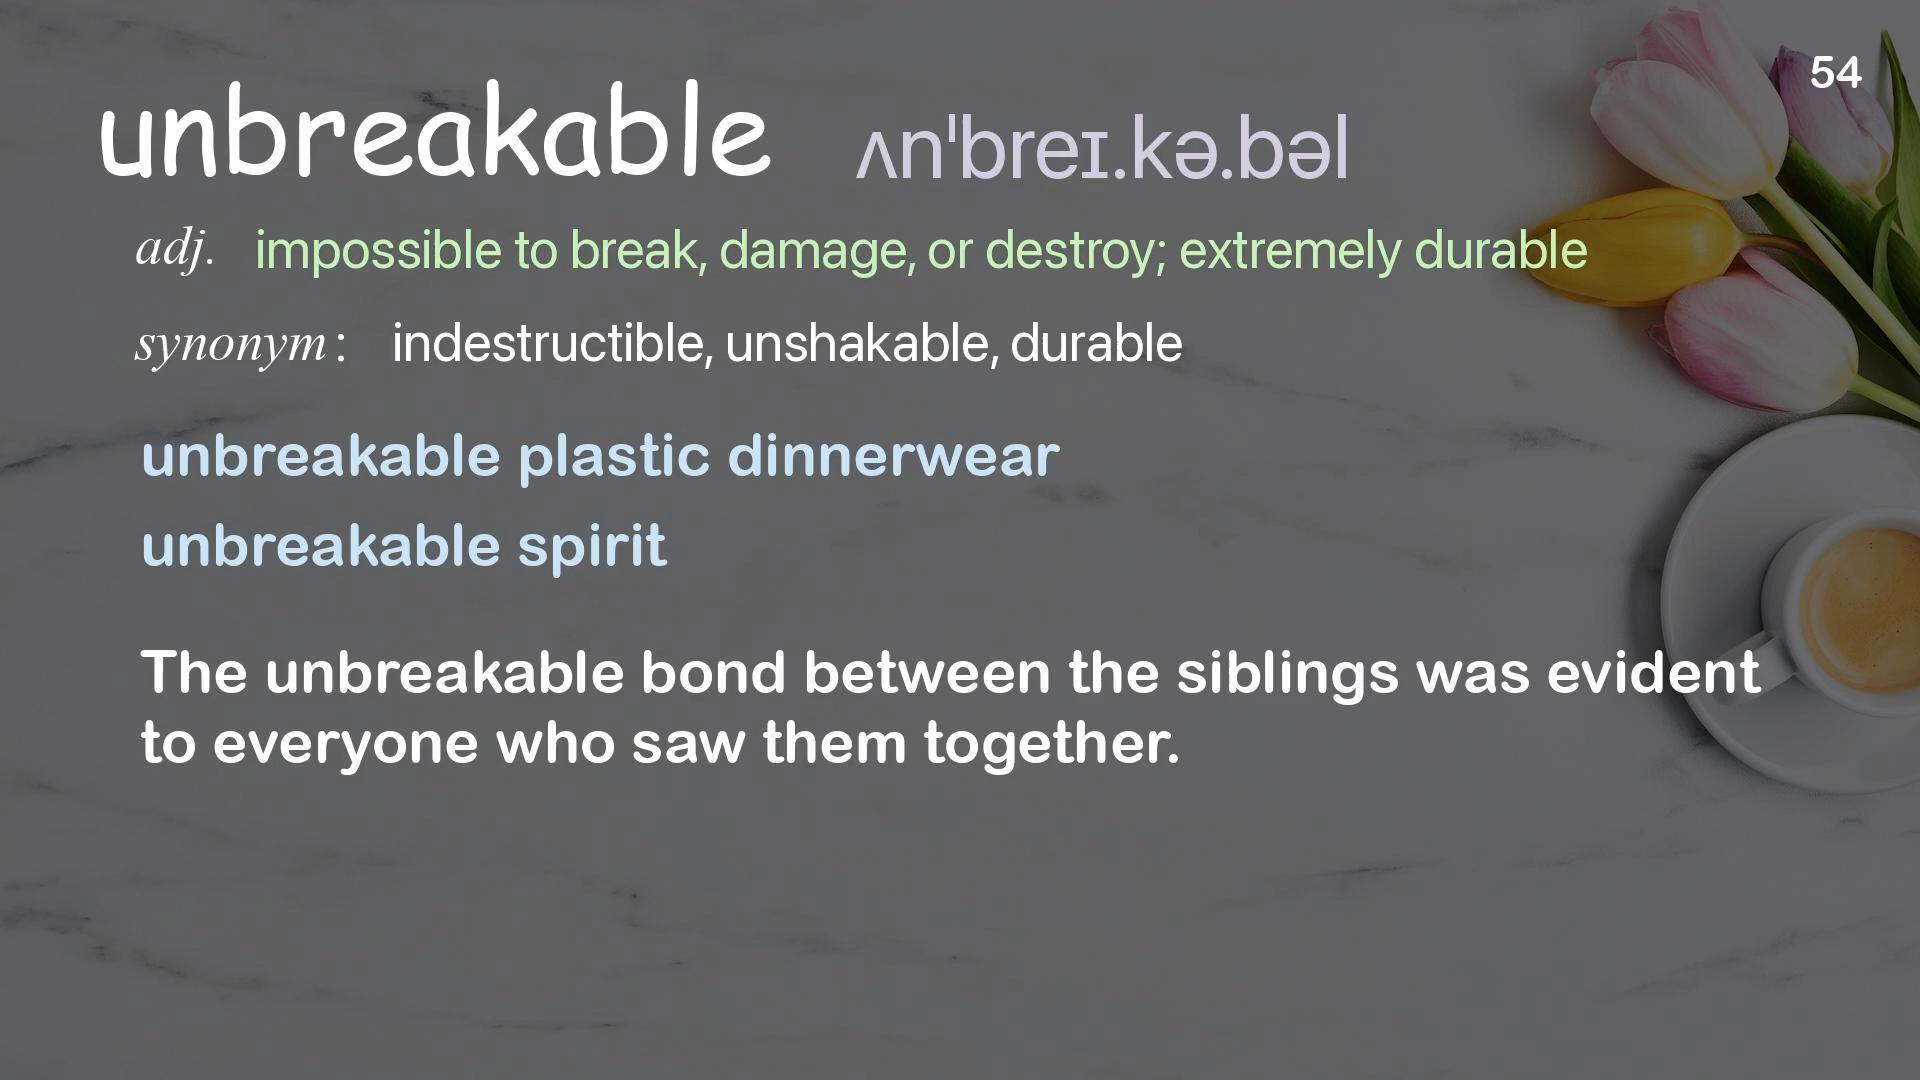 54
unbreakable ʌnˈbreɪ.kə.bəl
adj. impossible to break, damage, or destroy; extremely durable
synonym: indestructible, unshakable, durable
unbreakable plastic dinnerwear
unbreakable spirit
The unbreakable bond between the siblings was evident
to everyone who saw them together.